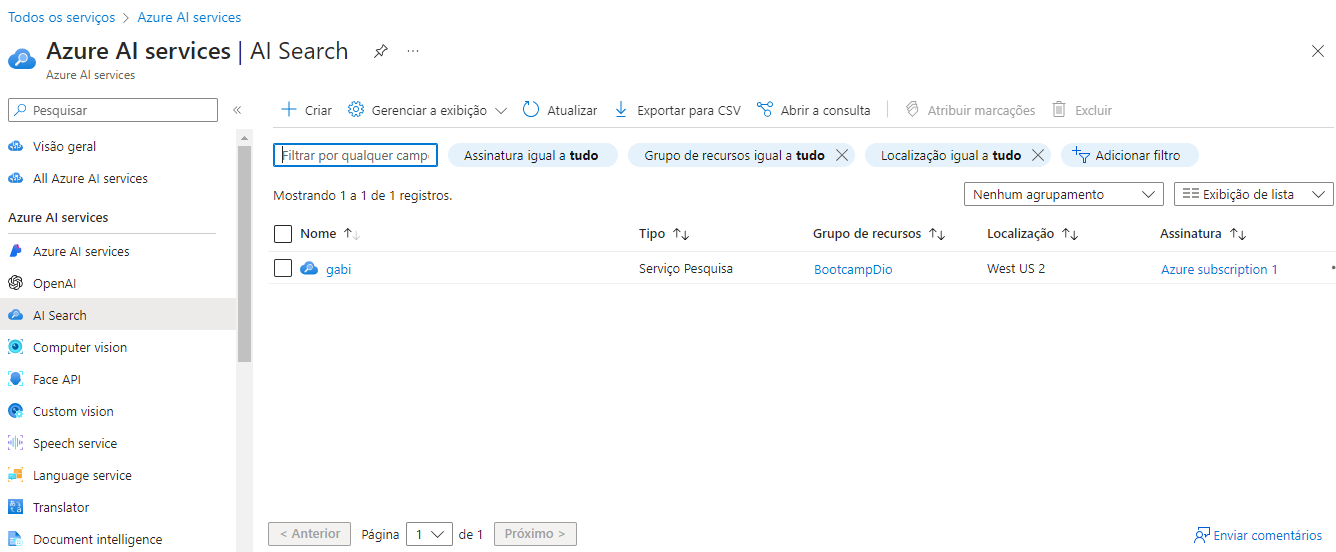 Todos os serviços > Azure AI services
Azure AI services | AI Search
Azure AI services
Pesquisar
Visão geral
All Azure AI services
Azure AI services
Azure AI services
OpenAI
AI Search
Computer vision
Face API
Custom vision
Speech service
Language service
Translator
Document intelligence
Criar Gerenciar a exibição Atualizar Exportar para CSV Abrir a consulta Atribuir marcações Excluir
Filtrar por qualquer camp Assinatura igual a tudo Grupo de recursos igual a tudo Localização igual a tudo Adicionar filtro
Mostrando 1 a 1 de 1 registros. Nenhum agrupamento Exibição de lista
Nome Tipo Grupo de recursos Localização Assinatura
gabi Serviço Pesquisa BootcampDio West US 2 Azure subscription 1
< Anterior Página 1 de 1 Próximo > Enviar comentários